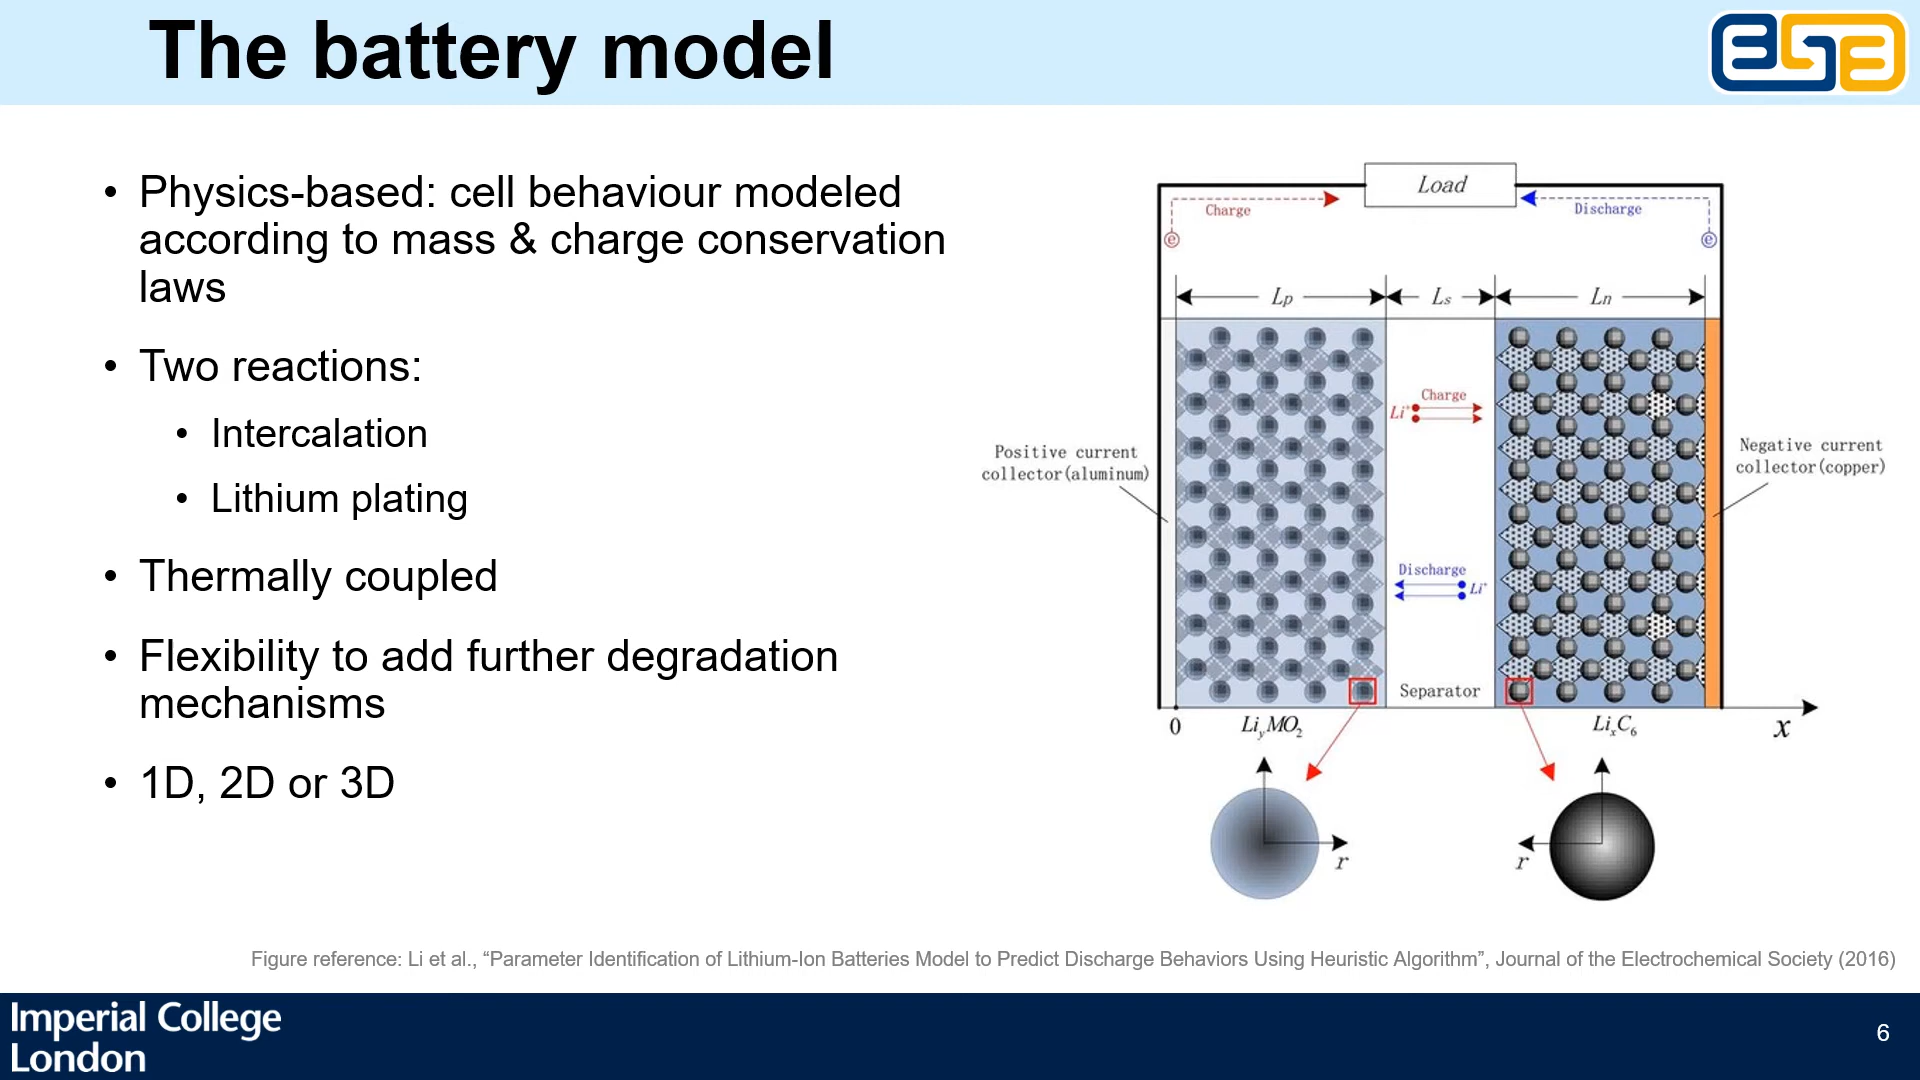 The battery model
• Physics-based: cell behaviour modeled
according to mass & charge conservation
laws
• Two reactions:
• Intercalation
• Lithium plating
• Thermally coupled
• Flexibility to add further degradation
mechanisms
• 1D, 2D or 3D
Load
Charge
Discharge
e
e
Lp
Ls
Ln
Charge
Li⁺
Positive current
collector(aluminum)
Negative current
collector(copper)
Discharge
Li⁺
Separator
0
LiyMO₂
LixC₆
x
r
r
Figure reference: Li et al., “Parameter Identification of Lithium-Ion Batteries Model to Predict Discharge Behaviors Using Heuristic Algorithm”, Journal of the Electrochemical Society (2016)
Imperial College
London
6